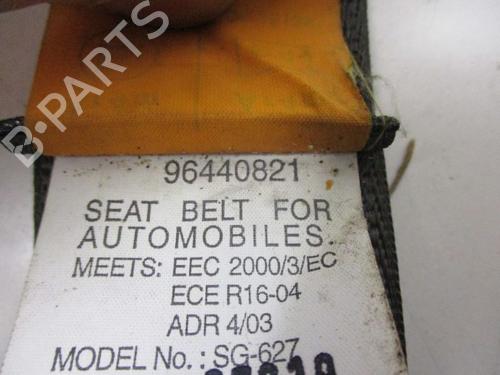 B-PARTS
96440821
SEAT BELT FOR
AUTOMOBILES.
MEETS: EEC 2000/3/EC
ECE R16-04
ADR 4/03
MODEL No.: SG-627